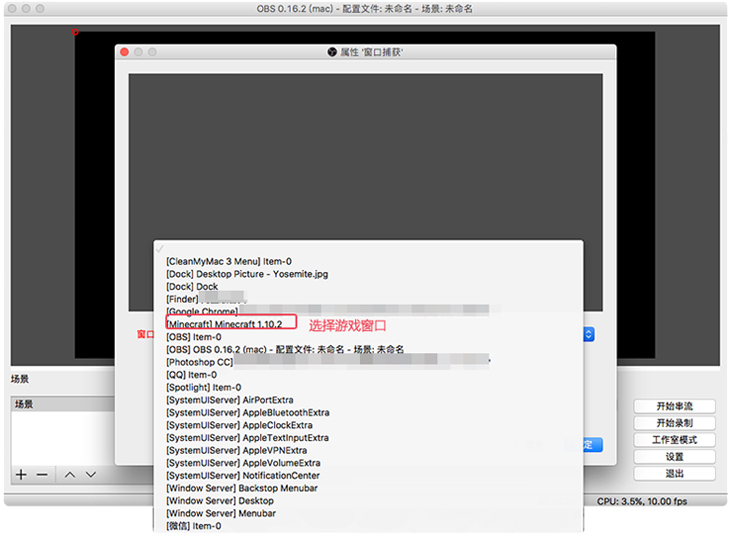 OBS 0.16.2 (mac) - 配置文件: 未命名 - 场景: 未命名
属性 '窗口捕获'
[CleanMyMac 3 Menu] Item-0
[Dock] Desktop Picture - Yosemite.jpg
[Dock] Dock
[Finder]
[Google Chrome]
[Minecraft] Minecraft 1.10.2
选择游戏窗口
窗口
[OBS] Item-0
[OBS] OBS 0.16.2 (mac) - 配置文件: 未命名 - 场景: 未命名
[Photoshop CC]
[QQ] Item-0
[Spotlight] Item-0
[SystemUIServer] AirPortExtra
[SystemUIServer] AppleBluetoothExtra
[SystemUIServer] AppleClockExtra
[SystemUIServer] AppleTextInputExtra
[SystemUIServer] AppleVPNExtra
[SystemUIServer] AppleVolumeExtra
[SystemUIServer] NotificationCenter
[Window Server] Backstop Menubar
[Window Server] Desktop
[Window Server] Menubar
[微信] Item-0
定
场景
场景
开始串流
开始录制
工作室模式
设置
退出
CPU: 3.5%, 10.00 fps